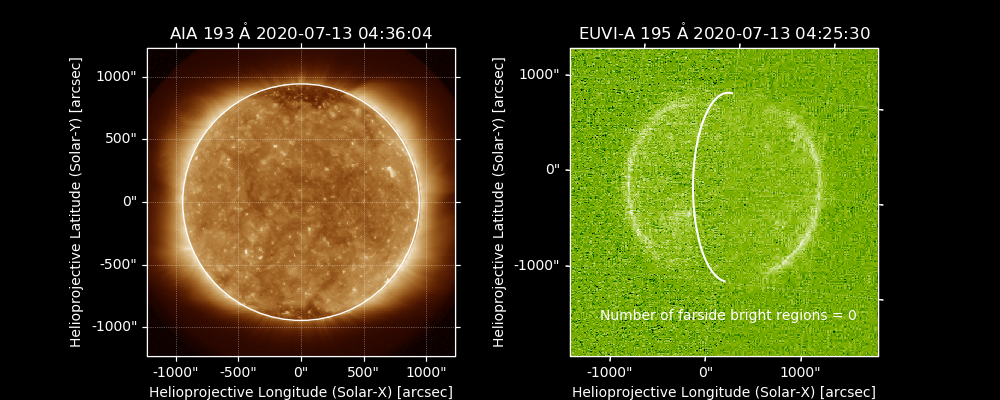 AIA 193 Å 2020-07-13 04:36:04
1000"
500"
0"
-500"
-1000"
-1000"
-500"
0"
500"
1000"
Helioprojective Longitude (Solar-X) [arcsec]
Helioprojective Latitude (Solar-Y) [arcsec]
EUVI-A 195 Å 2020-07-13 04:25:30
1000"
0"
-1000"
Number of farside bright regions = 0
-1000"
0"
1000"
Helioprojective Longitude (Solar-X) [arcsec]
Helioprojective Latitude (Solar-Y) [arcsec]